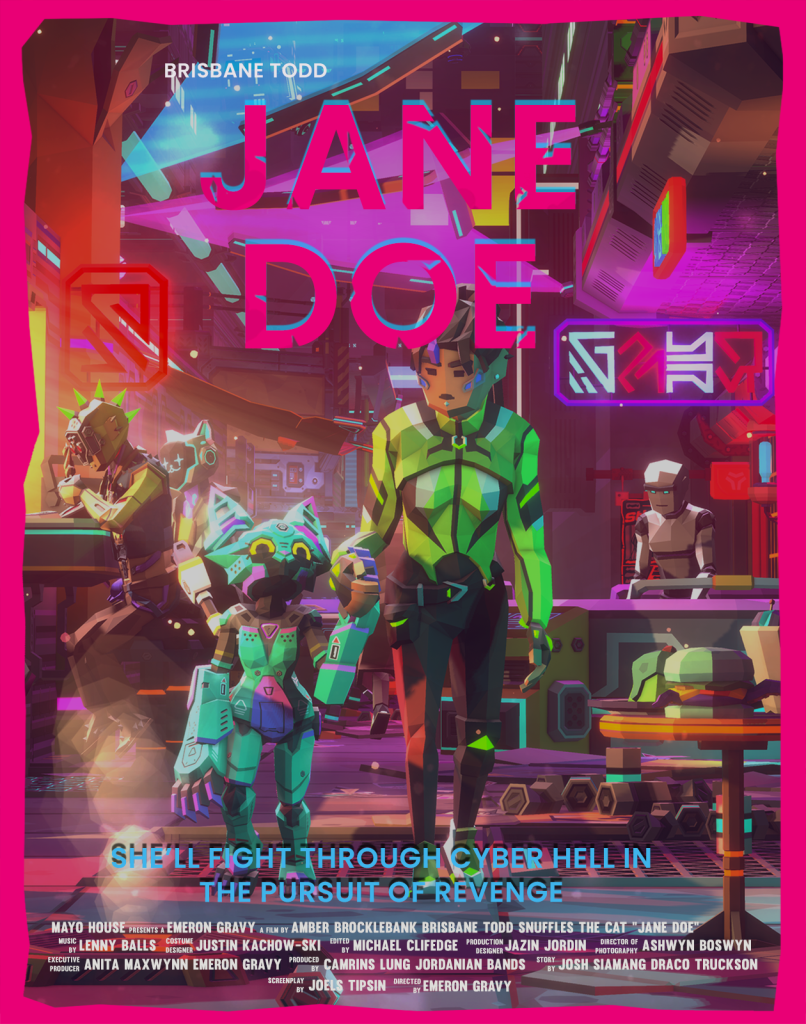 BRISBANE TODD
JANE
DOE
SHE'LL FIGHT THROUGH CYBER HELL IN
THE PURSUIT OF REVENGE
MAYO HOUSE PRESENTS A EMERON GRAVY A FILM BY AMBER BROCKLEBANK BRISBANE TODD SNUFFLES THE CAT "JANE DOE"
MUSIC BY LENNY BALLS COSTUME DESIGNER JUSTIN KACHOW-SKI EDITED BY MICHAEL CLIFEDGE PRODUCTION DESIGNER JAZIN JORDIN DIRECTOR OF PHOTOGRAPHY ASHWYN BOSWYN
EXECUTIVE PRODUCER ANITA MAXWYNN EMERON GRAVY PRODUCED BY CAMRINS LUNG JORDANIAN BANDS STORY BY JOSH SIAMANG DRACO TRUCKSON
SCREENPLAY BY JOELS TIPSIN DIRECTED BY EMERON GRAVY